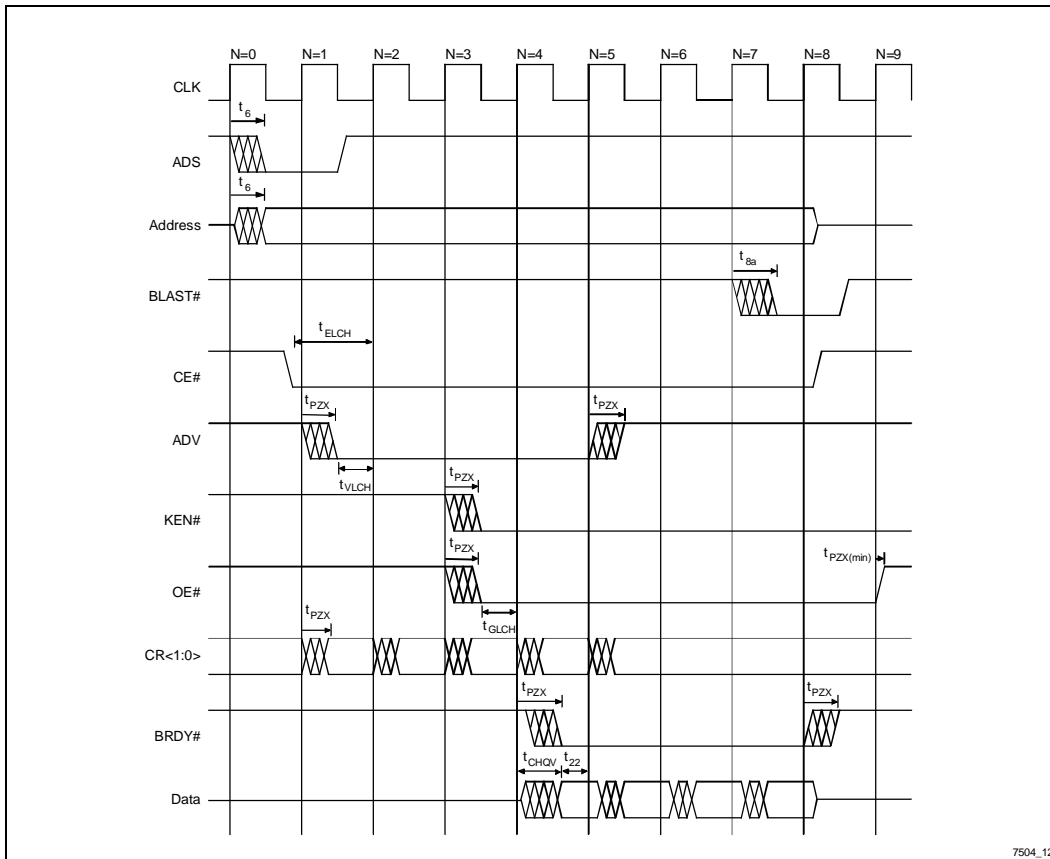 N=0 N=1 N=2 N=3 N=4 N=5 N=6 N=7 N=8 N=9
CLK
t6
ADS
t6
Address
t8a
BLAST#
tELCH
CE#
tPZX tPZX
ADV
tVLCH
tPZX
KEN#
tPZX tPZX(min)
OE#
tGLCH
tPZX
CR<1:0>
tPZX tPZX
BRDY#
tCHQV t22
Data
7504_12